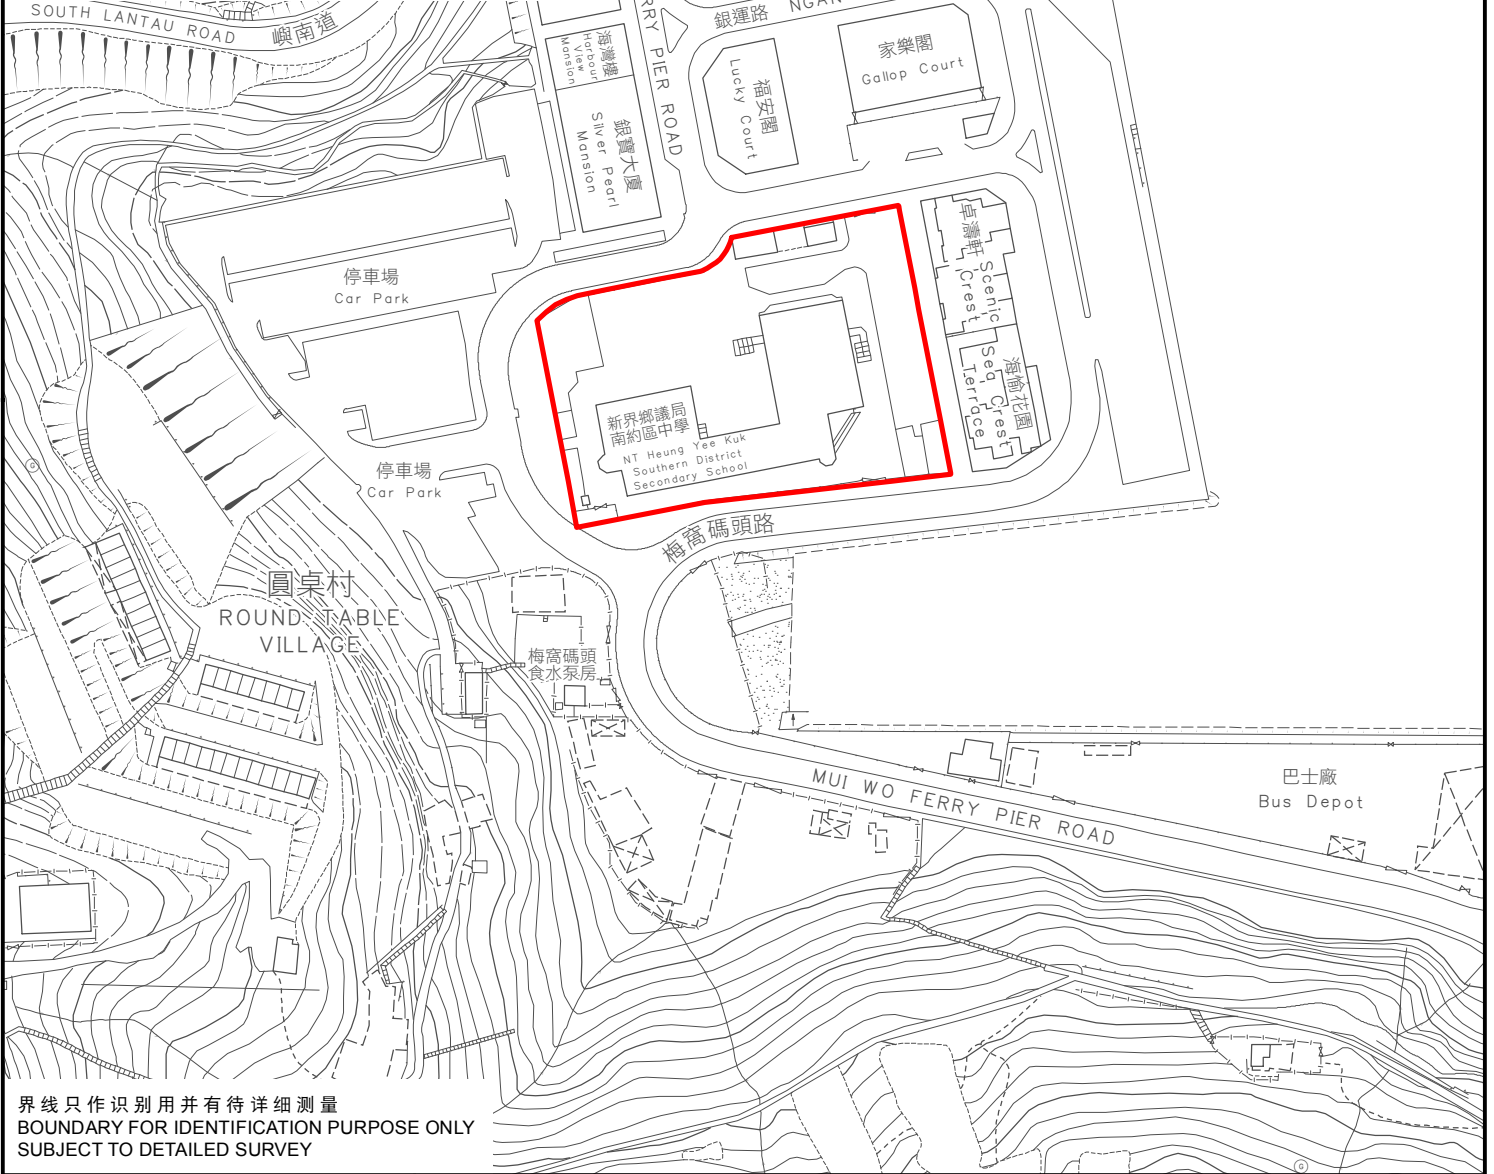 SOUTH LANTAU ROAD
嶼南道
海灣樓
Harbour
View
Mansion
銀寶大廈
Silver Pearl
Mansion
RRY PIER ROAD
銀運路 NGAN
福安閣
Lucky Court
家樂閣
Gallop Court
停車場
Car Park
卓濤軒 Scenic
Crest
海愉花園
Sea Crest
Terrace
新界鄉議局
南約區中學
NT Heung Yee Kuk
Southern District
Secondary School
停車場
Car Park
梅窩碼頭路
圓桌村
ROUND TABLE
VILLAGE
梅窩碼頭
食水泵房
MUI WO FERRY PIER ROAD
巴士廠
Bus Depot
G
G
界线只作识别用并有待详细测量
BOUNDARY FOR IDENTIFICATION PURPOSE ONLY
SUBJECT TO DETAILED SURVEY